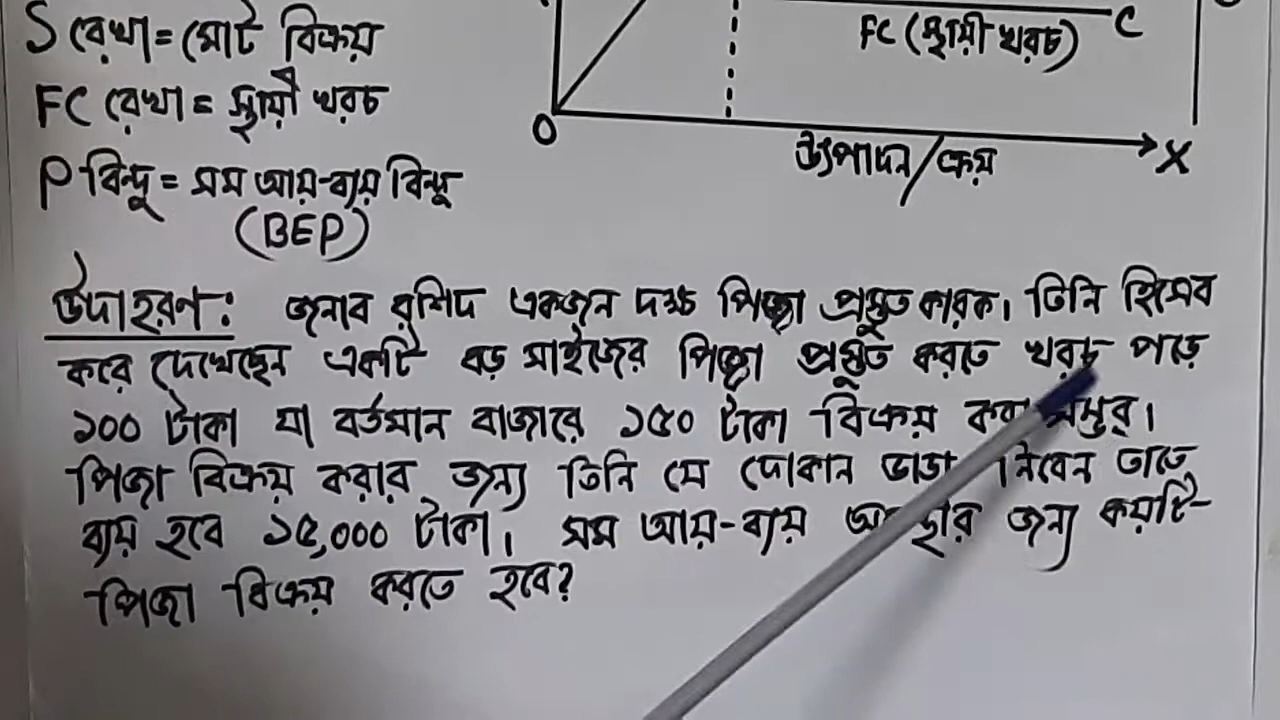 S রেখা = মোট বিক্রয়
FC রেখা = স্থায়ী খরচ
P বিন্দু = সম আয়-ব্যয় বিন্দু
(BEP)
C
FC (স্থায়ী খরচ)
O
X
উৎপাদন/ক্রয়
উদাহরণ: জনাব রশিদ একজন দক্ষ পিজ্জা প্রস্তুত কারক। তিনি হিসেব
করে দেখেছেন একটি বড় সাইজের পিজ্জা প্রস্তুত করতে খরচ পড়ে
১০০ টাকা যা বর্তমান বাজারে ১৫০ টাকা বিক্রয় করা
পিজা বিক্রয় করার জন্য তিনি যে দোকান ভাড়া নিবেন তাতে
ব্যয় হবে ১৫,০০০ টাকা। সম আয়-ব্যয় জন্য কয়টি-
পিজা বিক্রয় করতে হবে?